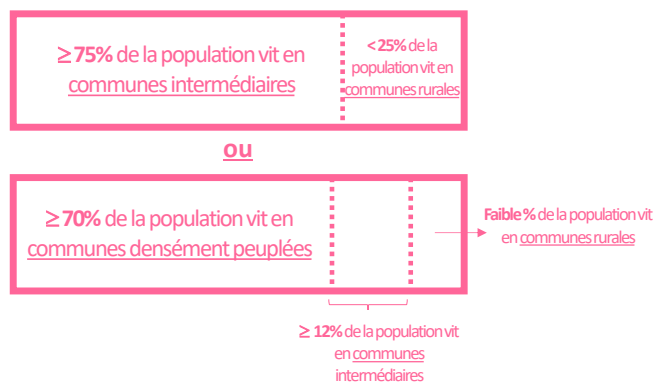 ≥ 75% de la population vit en
communes intermédiaires
< 25% de la
population vit en
communes rurales
ou
≥ 70% de la population vit en
communes densément peuplées
Faible % de la population vit
en communes rurales
≥ 12% de la population vit
en communes
intermédiaires